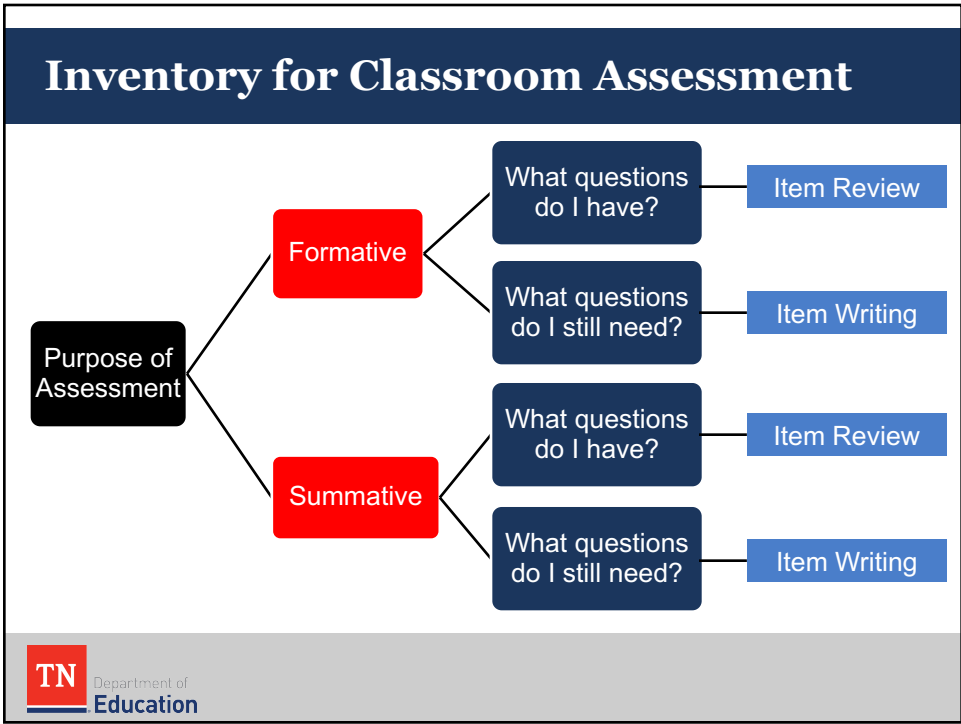 Inventory for Classroom Assessment
Purpose of
Assessment
Formative
What questions
do I have?
Item Review
What questions
do I still need?
Item Writing
Summative
What questions
do I have?
Item Review
What questions
do I still need?
Item Writing
TN
Department of
Education